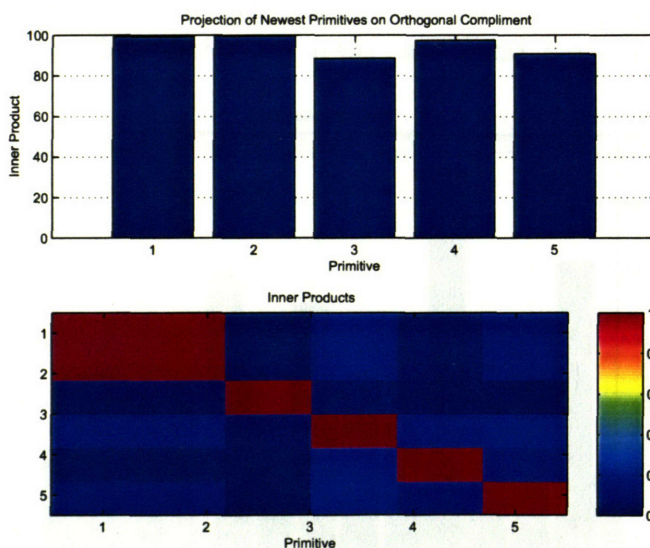 Projection of Newest Primitives on Orthogonal Compliment
100
80
60
40
20
0
Inner Product
1 2 3 4 5
Primitive
Inner Products
1
2
3
4
5
1 2 3 4 5
Primitive
0